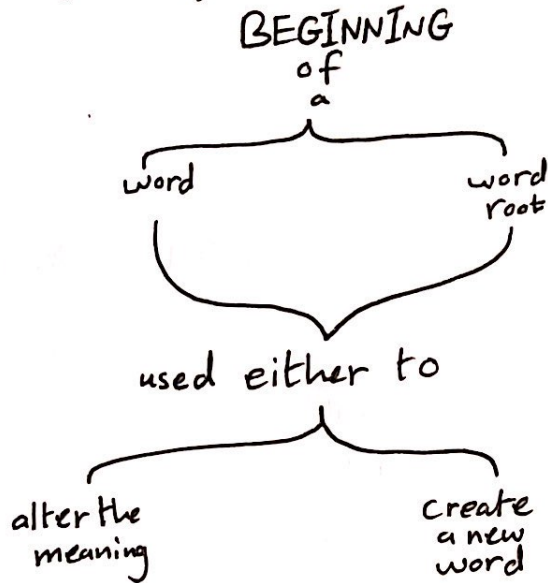 BEGINNING
of
a
word
word
root
used either to
alter the
meaning
Create
a new
word